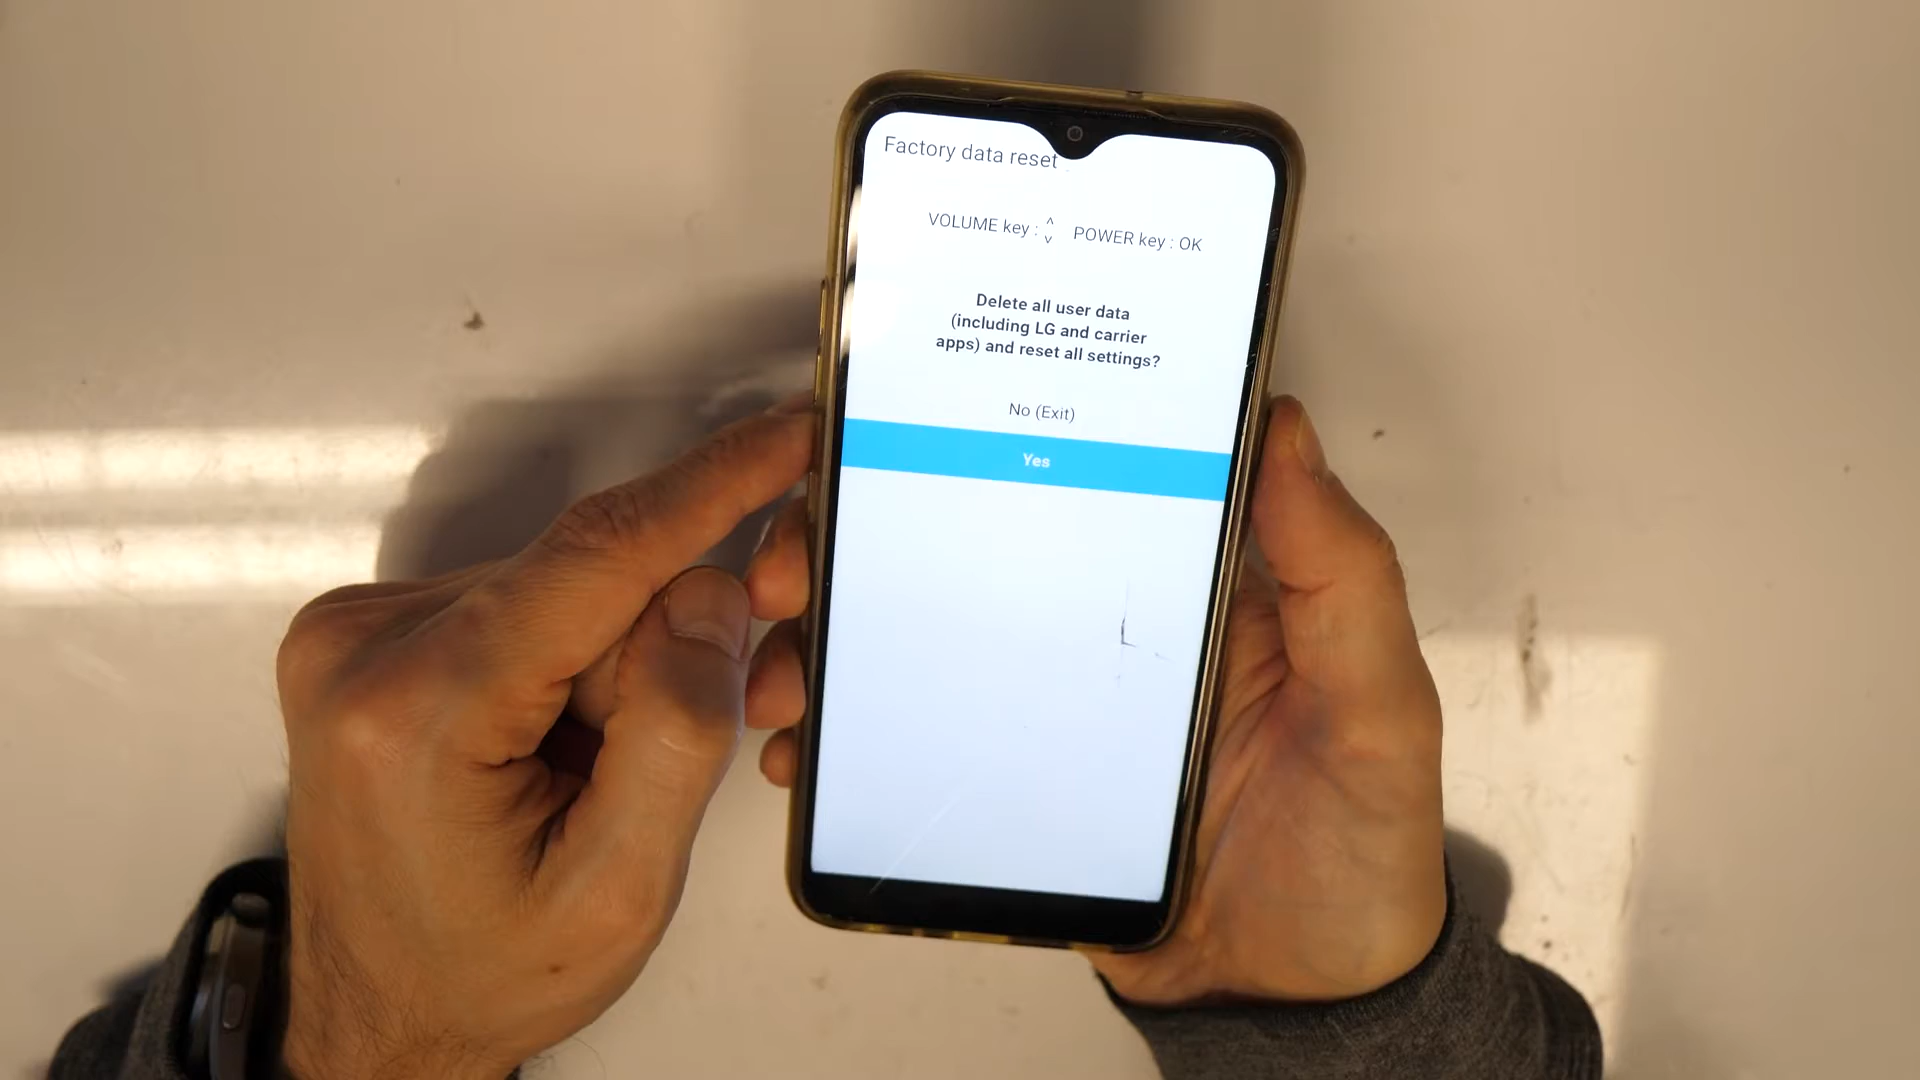 Factory data reset
VOLUME key : ^ v POWER key : OK
Delete all user data
(including LG and carrier
apps) and reset all settings?
No (Exit)
Yes